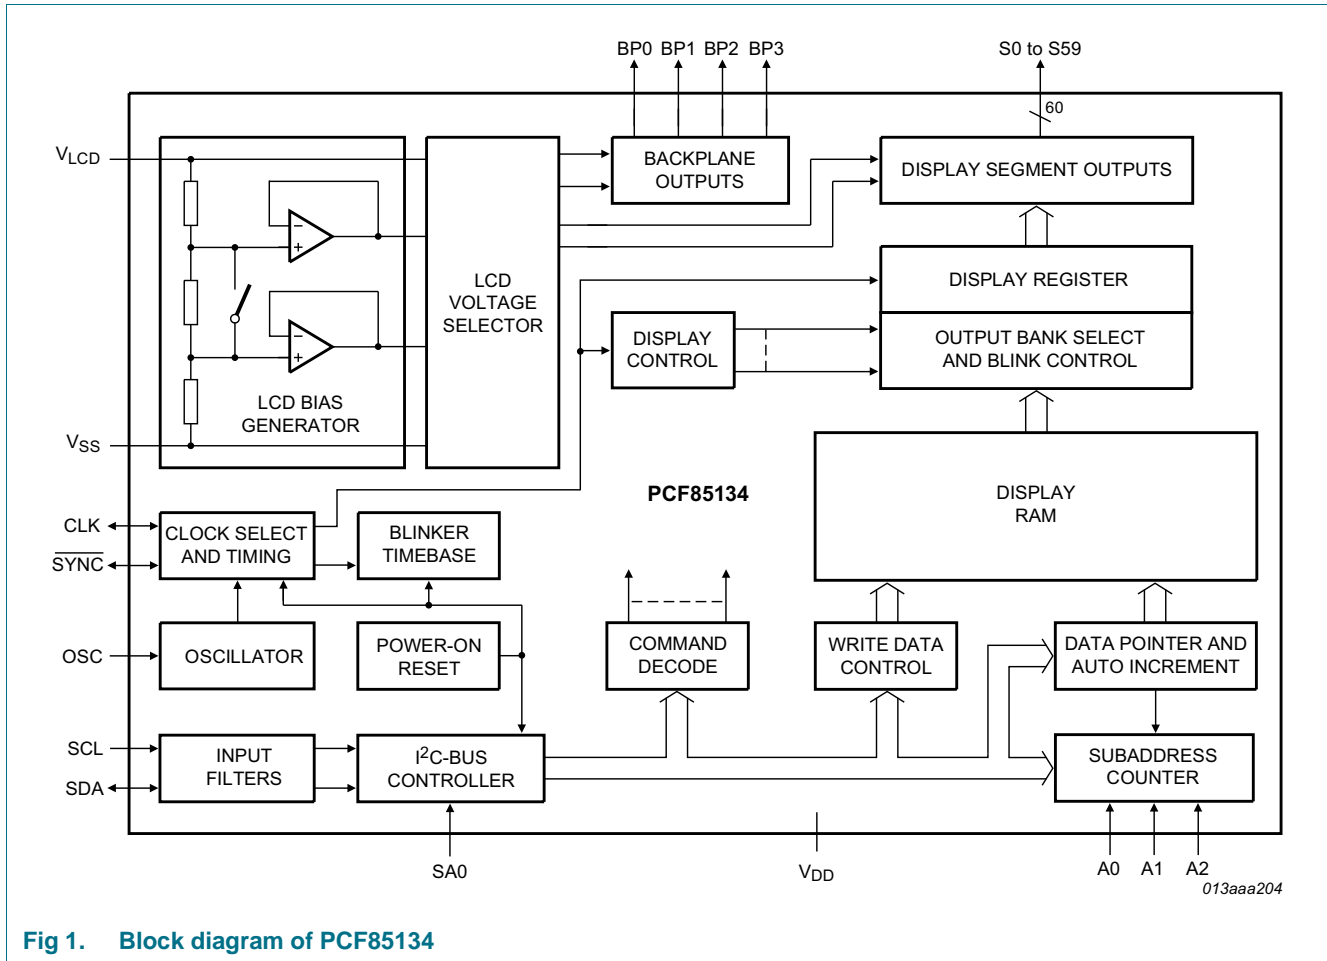 BP0 BP1 BP2 BP3
S0 to S59
60
VLCD
BACKPLANE
OUTPUTS
DISPLAY SEGMENT OUTPUTS
LCD
VOLTAGE
SELECTOR
DISPLAY REGISTER
DISPLAY
CONTROL
OUTPUT BANK SELECT
AND BLINK CONTROL
LCD BIAS
GENERATOR
VSS
PCF85134
DISPLAY
RAM
CLK
SYNC
CLOCK SELECT
AND TIMING
BLINKER
TIMEBASE
OSC
OSCILLATOR
POWER-ON
RESET
COMMAND
DECODE
WRITE DATA
CONTROL
DATA POINTER AND
AUTO INCREMENT
SCL
SDA
INPUT
FILTERS
I2C-BUS
CONTROLLER
SUBADDRESS
COUNTER
SA0
VDD
A0 A1 A2
013aaa204
Fig 1. Block diagram of PCF85134
- +
- +